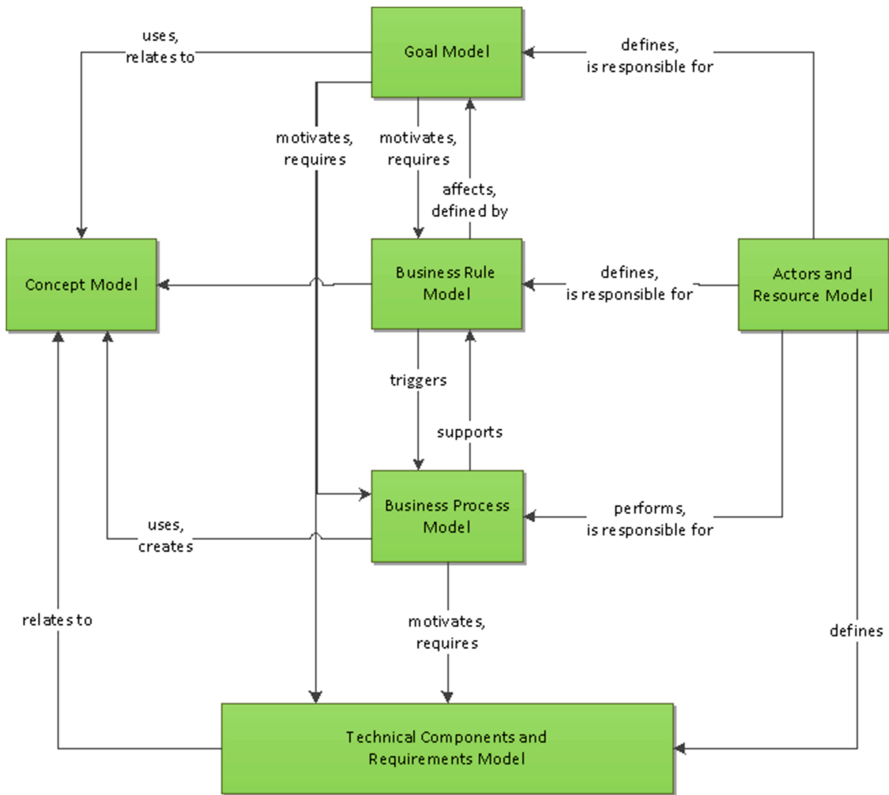 uses,
relates to
Goal Model
defines,
is responsible for
motivates,
requires
motivates,
requires
affects,
defined by
Concept Model
Business Rule
Model
defines,
is responsible for
Actors and
Resource Model
triggers
supports
Business Process
Model
performs,
is responsible for
uses,
creates
relates to
motivates,
requires
defines
Technical Components and
Requirements Model